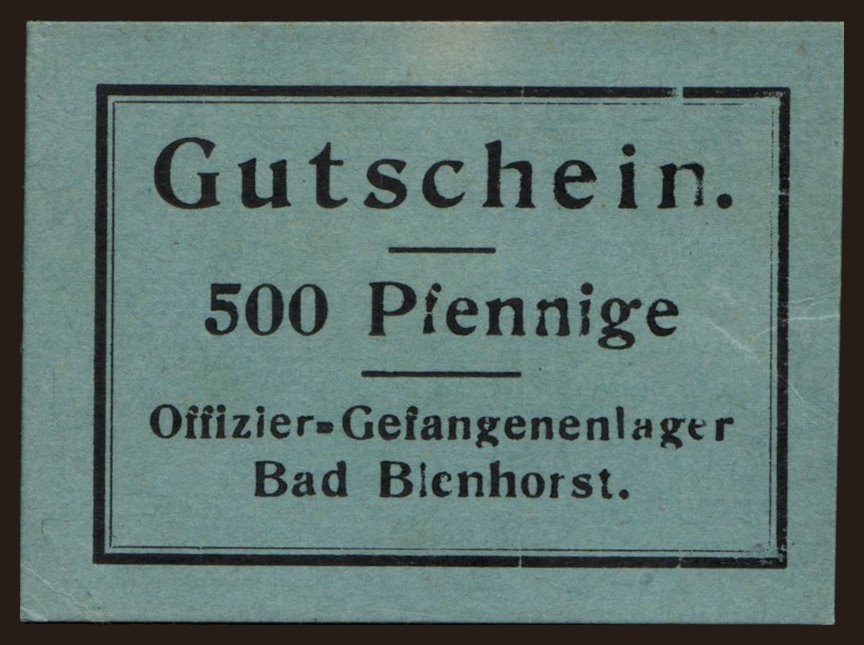 Gutschein.
500 Pfennige
Offizier=Gefangenenlager
Bad Blenhorst.